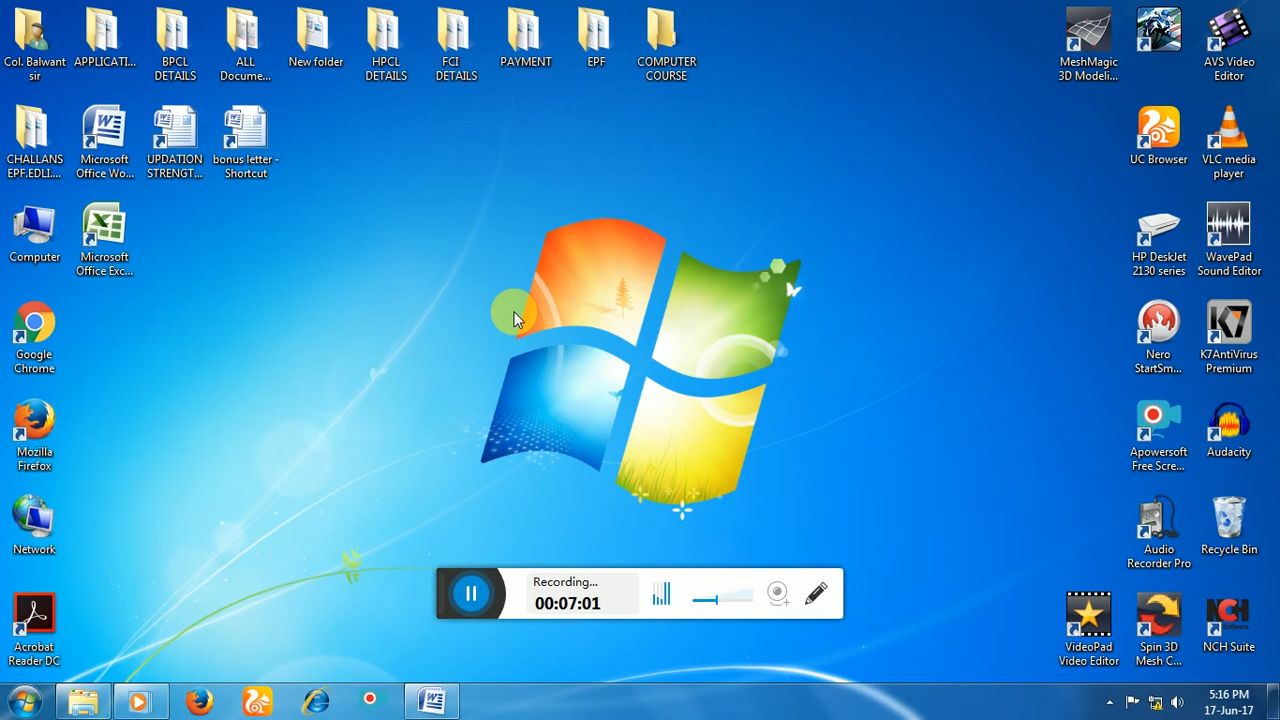 Col. Balwant
sir
APPLICATI...
BPCL
DETAILS
ALL
Docume...
New folder
HPCL
DETAILS
FCI
DETAILS
PAYMENT
EPF
COMPUTER
COURSE
MeshMagic
3D Modeli...
AVS Video
Editor
CHALLANS
EPF.EDLI....
Microsoft
Office Wo...
UPDATION
STRENGT...
bonus letter -
Shortcut
UC Browser
VLC media
player
Computer
Microsoft
Office Exc...
HP DeskJet
2130 series
WavePad
Sound Editor
Google
Chrome
Nero
StartSm...
K7AntiVirus
Premium
Mozilla
Firefox
Apowersoft
Free Scre...
Audacity
Network
Audio
Recorder Pro
Recycle Bin
Recording...
00:07:01
Acrobat
Reader DC
VideoPad
Video Editor
Spin 3D
Mesh C...
NCH
NCH Suite
5:16 PM
17-Jun-17